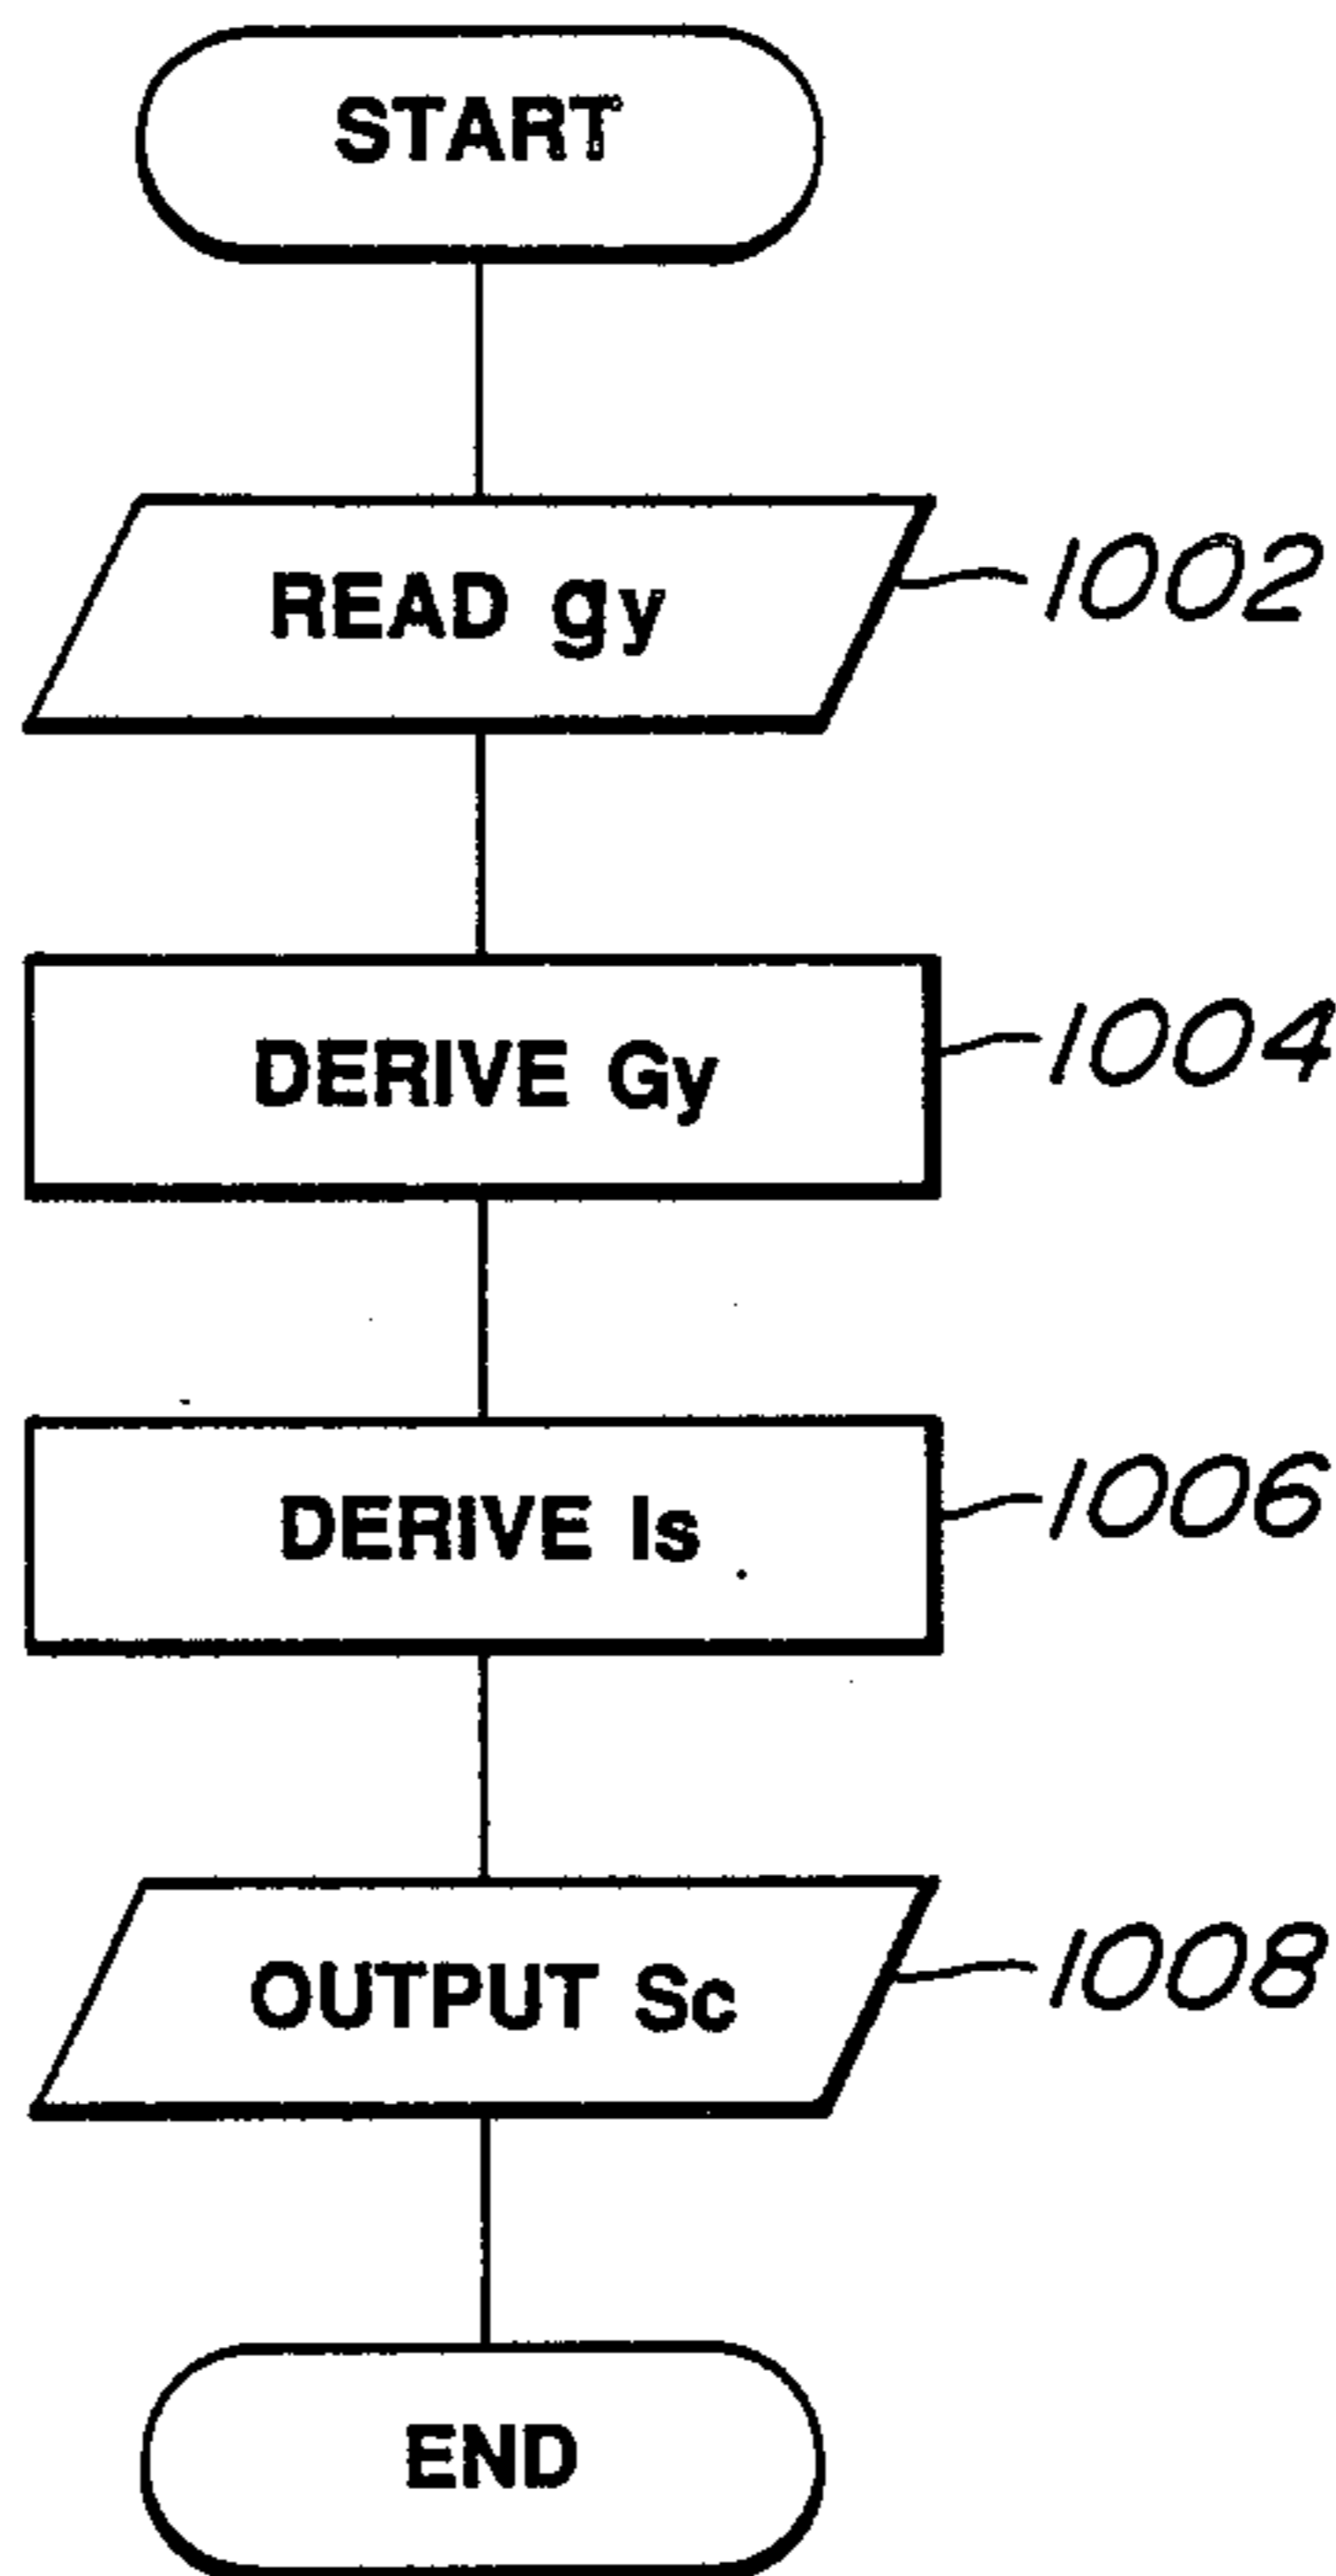 START
READ gy
1002
DERIVE Gy
1004
DERIVE Is
1006
OUTPUT Sc
1008
END